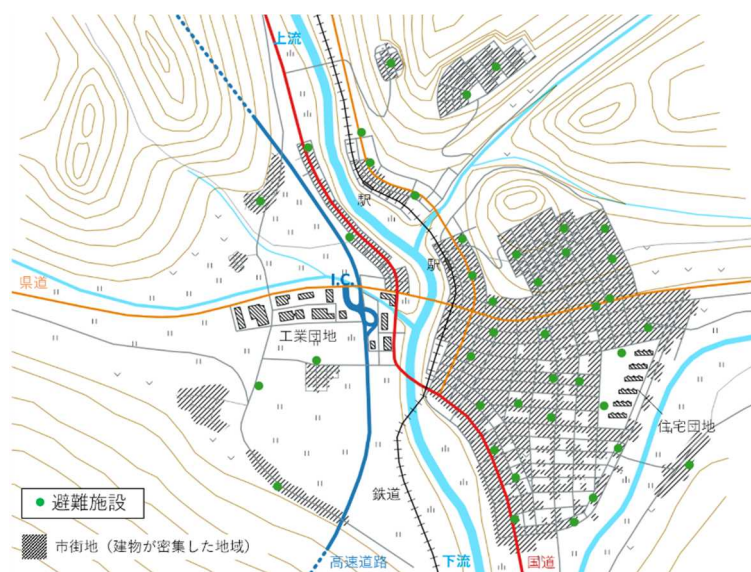 上流
駅
駅
県道
I.C.
工業団地
住宅団地
避難施設
鉄道
市街地（建物が密集した地域）
高速道路
下流
国道